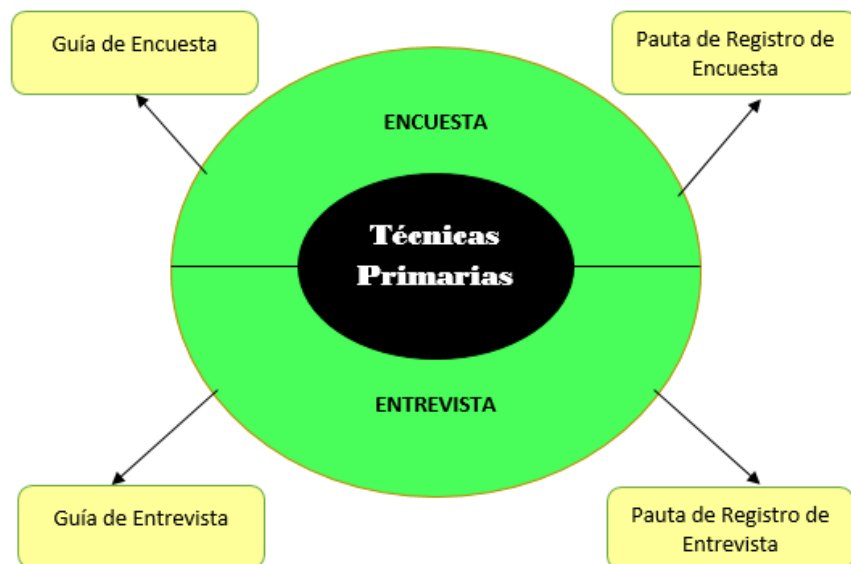 Guía de Encuesta
Pauta de Registro de
Encuesta
ENCUESTA
Técnicas
Primarias
ENTREVISTA
Guía de Entrevista
Pauta de Registro de
Entrevista